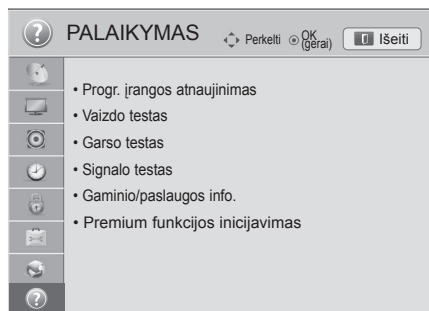 PALAIKYMAS
Perkelti OK (gerai) Išeiti
• Progr. įrangos atnaujinimas
• Vaizdo testas
• Garso testas
• Signalo testas
• Gaminio/paslaugos info.
• Premium funkcijos inicijavimas